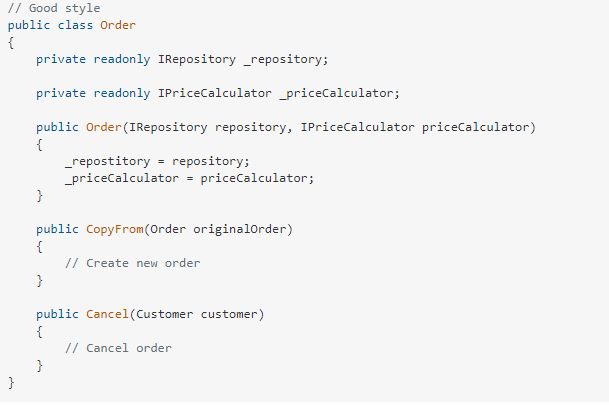 // Good style
public class Order
{
    private readonly IRepository _repository;

    private readonly IPriceCalculator _priceCalculator;

    public Order(IRepository repository, IPriceCalculator priceCalculator)
    {
        _repostitory = repository;
        _priceCalculator = priceCalculator;
    }

    public CopyFrom(Order originalOrder)
    {
        // Create new order
    }

    public Cancel(Customer customer)
    {
        // Cancel order
    }
}